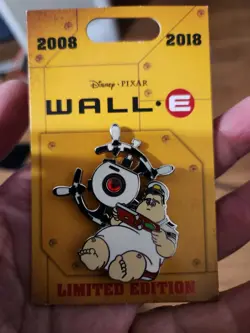 2008 2018
Disney · PIXAR
WALL·E
LIMITED EDITION